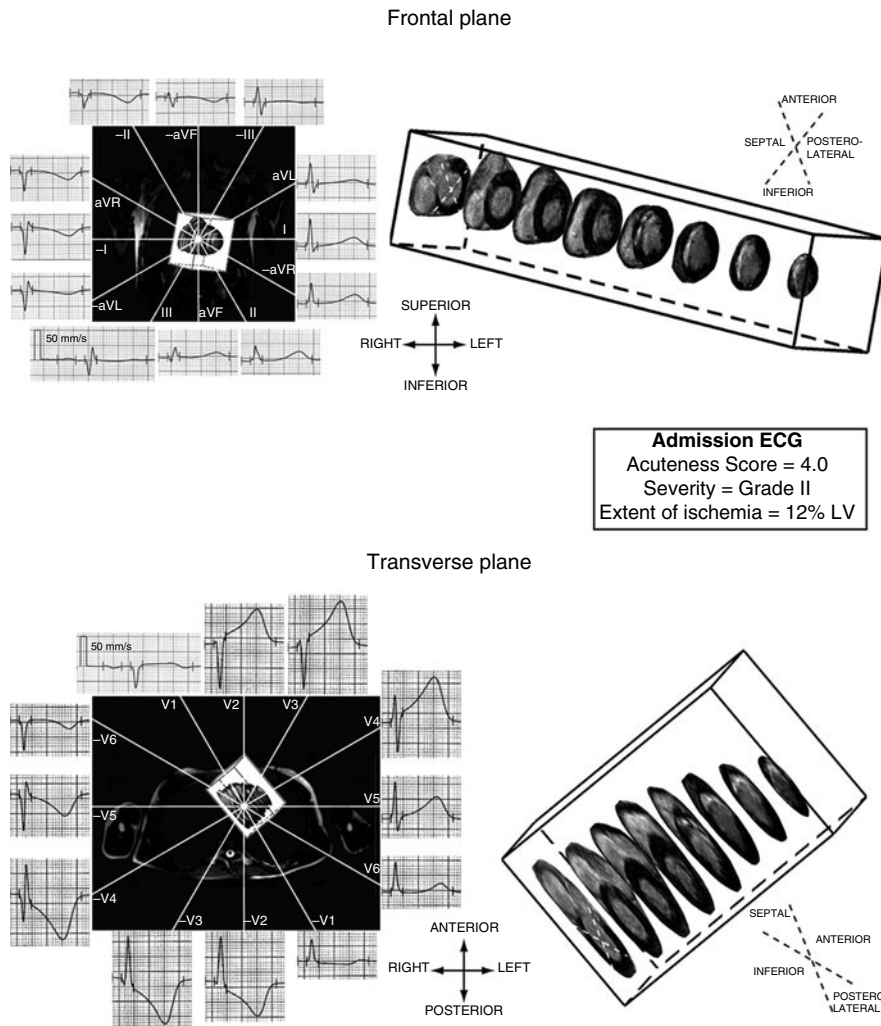 Frontal plane
–II
–aVF
–III
aVR
aVL
–I
I
–aVL
–aVR
III
aVF
II
50 mm/s
SUPERIOR
RIGHT
LEFT
INFERIOR
ANTERIOR
SEPTAL
POSTERO-
LATERAL
INFERIOR
Admission ECG
Acuteness Score = 4.0
Severity = Grade II
Extent of ischemia = 12% LV
Transverse plane
50 mm/s
V1
V2
V3
–V6
V4
–V5
V5
–V4
V6
–V3
–V2
–V1
ANTERIOR
RIGHT
LEFT
POSTERIOR
SEPTAL
ANTERIOR
INFERIOR
POSTERO
LATERAL